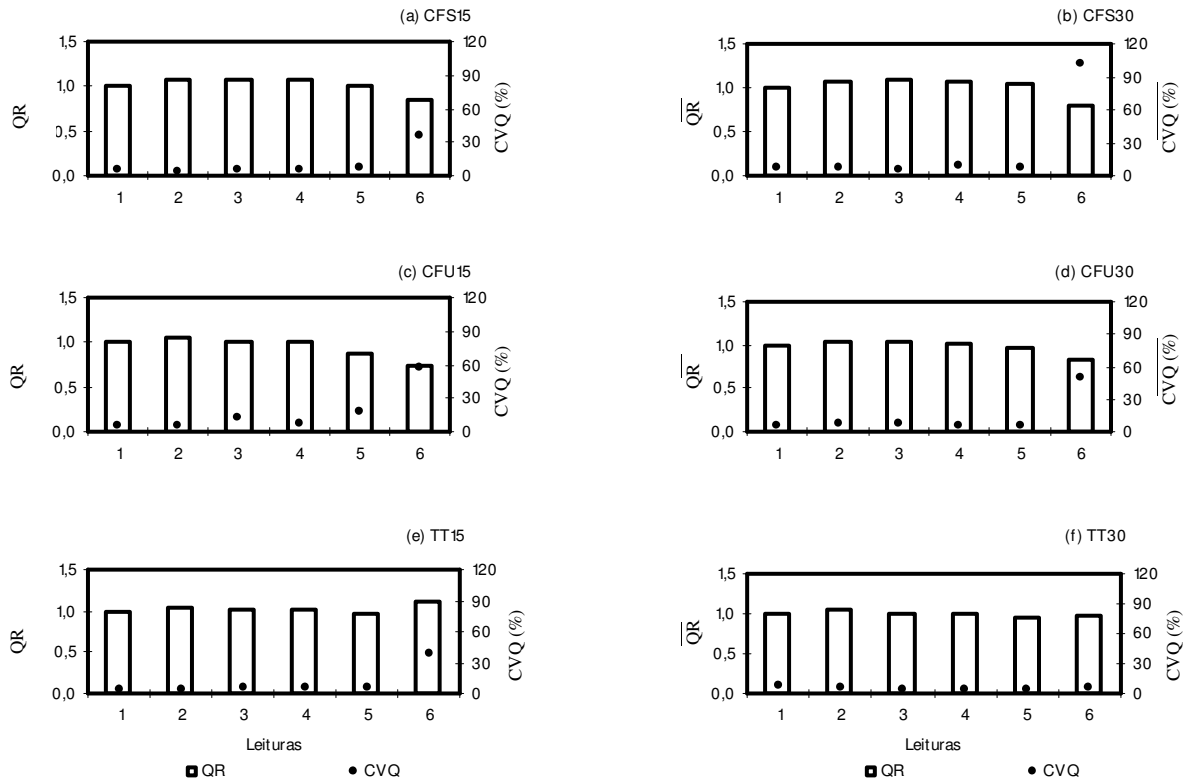 (a) CFS15
1,5
1,0
0,5
0,0
QR
120
90
60
30
0
CVQ (%)
1 2 3 4 5 6
(b) CFS30
1,5
1,0
0,5
0,0
QR
120
90
60
30
0
CVQ (%)
1 2 3 4 5 6
(c) CFU15
1,5
1,0
0,5
0,0
QR
120
90
60
30
0
CVQ (%)
1 2 3 4 5 6
(d) CFU30
1,5
1,0
0,5
0,0
QR
120
90
60
30
0
CVQ (%)
1 2 3 4 5 6
(e) TT15
1,5
1,0
0,5
0,0
QR
120
90
60
30
0
CVQ (%)
1 2 3 4 5 6
Leituras
QR CVQ
(f) TT30
1,5
1,0
0,5
0,0
QR
120
90
60
30
0
CVQ (%)
1 2 3 4 5 6
Leituras
QR CVQ